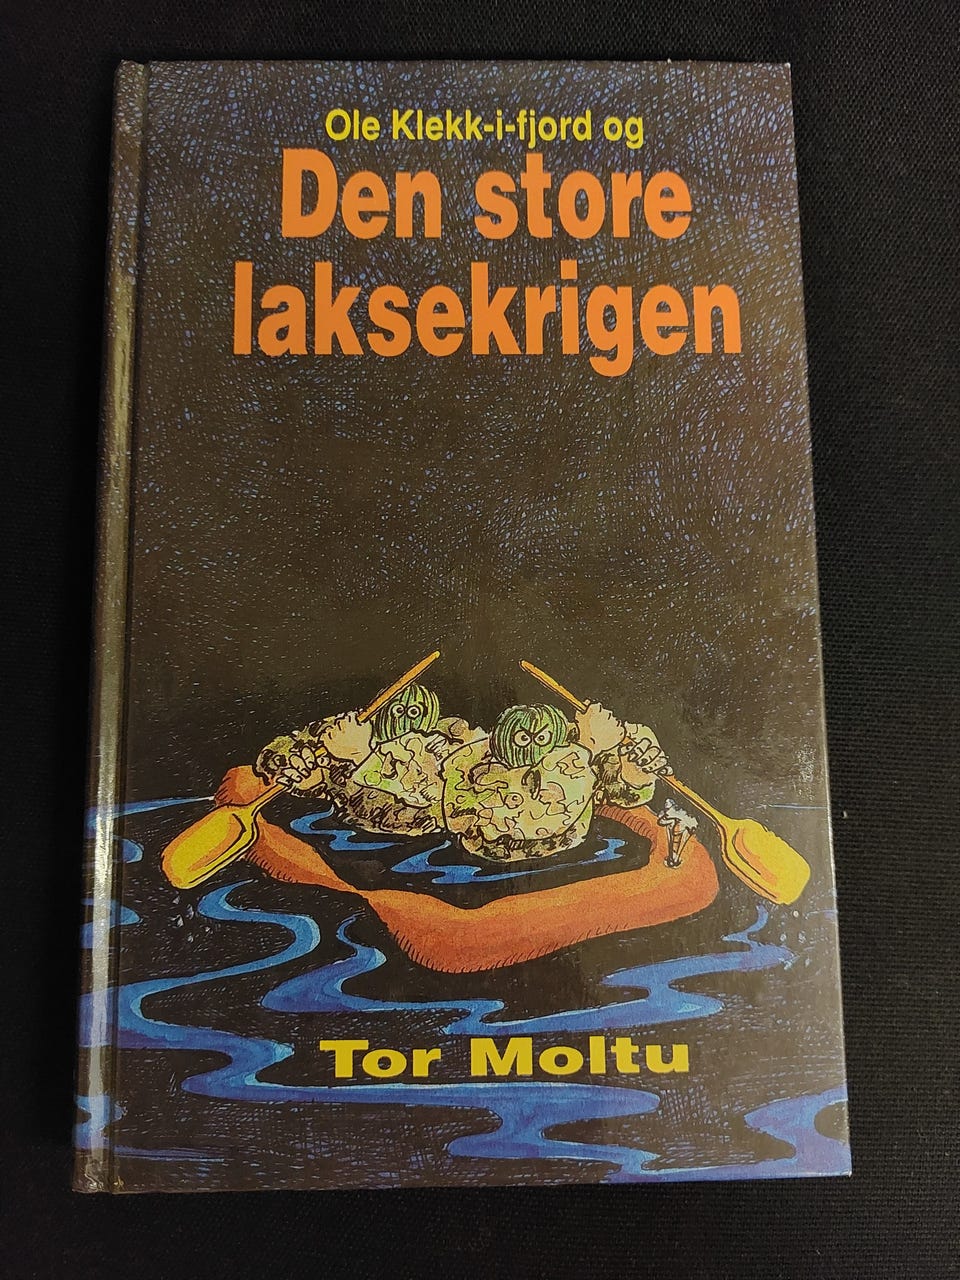 Ole Klekk-i-fjord og
Den store
laksekrigen
Tor Moltu